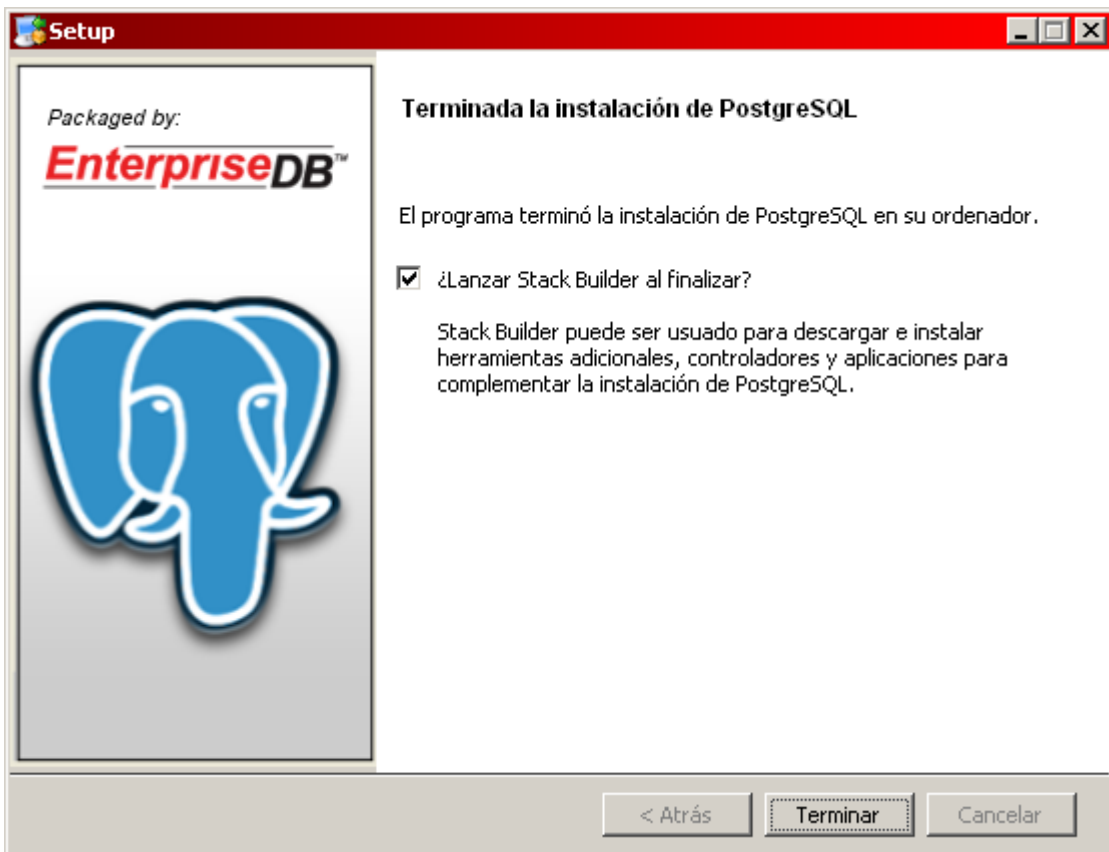 Setup
Packaged by:
EnterpriseDB™
Terminada la instalación de PostgreSQL
El programa terminó la instalación de PostgreSQL en su ordenador.
¿Lanzar Stack Builder al finalizar?
Stack Builder puede ser usado para descargar e instalar
herramientas adicionales, controladores y aplicaciones para
complementar la instalación de PostgreSQL.
< Atrás
Terminar
Cancelar